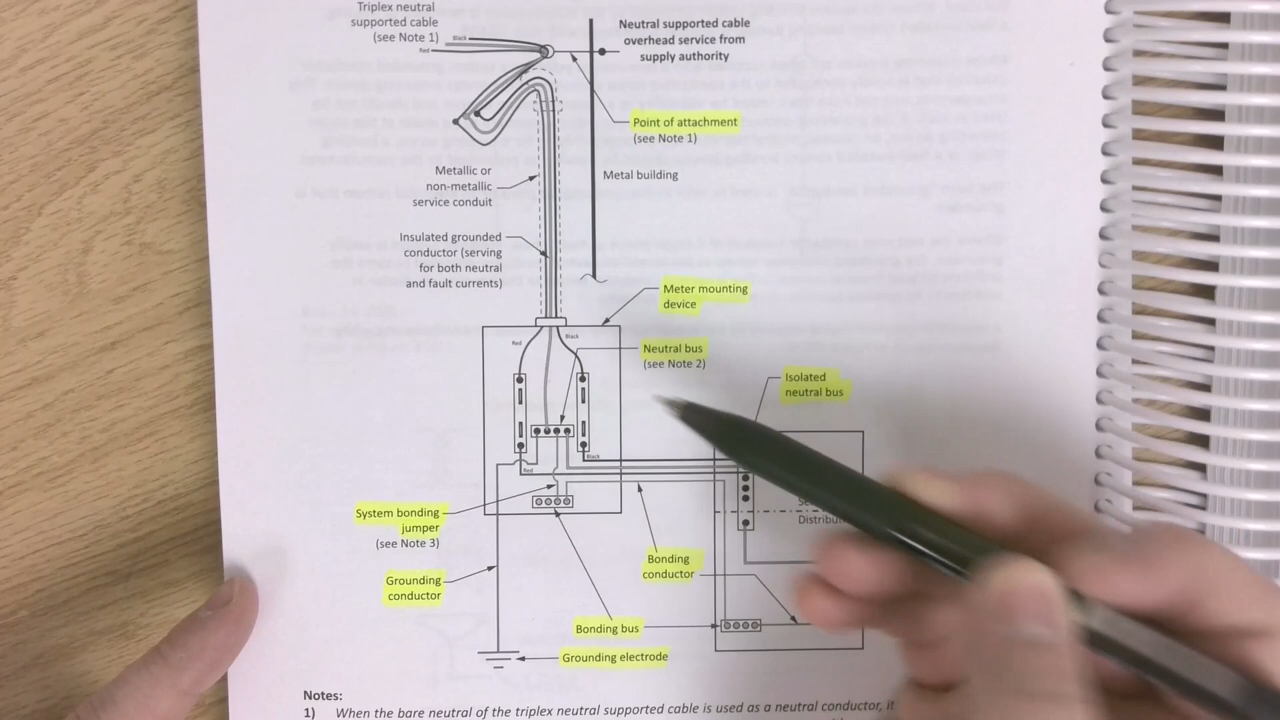 Triplex neutral
supported cable
(see Note 1)
Black
Red
Neutral supported cable
overhead service from
supply authority
Point of attachment
(see Note 1)
Metallic or
non-metallic
service conduit
Metal building
Insulated grounded
conductor (serving
for both neutral
and fault currents)
Meter mounting
device
Red
Black
Neutral bus
(see Note 2)
Isolated
neutral bus
Black
Red
System bonding
jumper
(see Note 3)
Bonding
conductor
Grounding
conductor
Bonding bus
Grounding electrode
Notes:
1) When the bare neutral of the triplex neutral supported cable is used as a neutral conductor, it